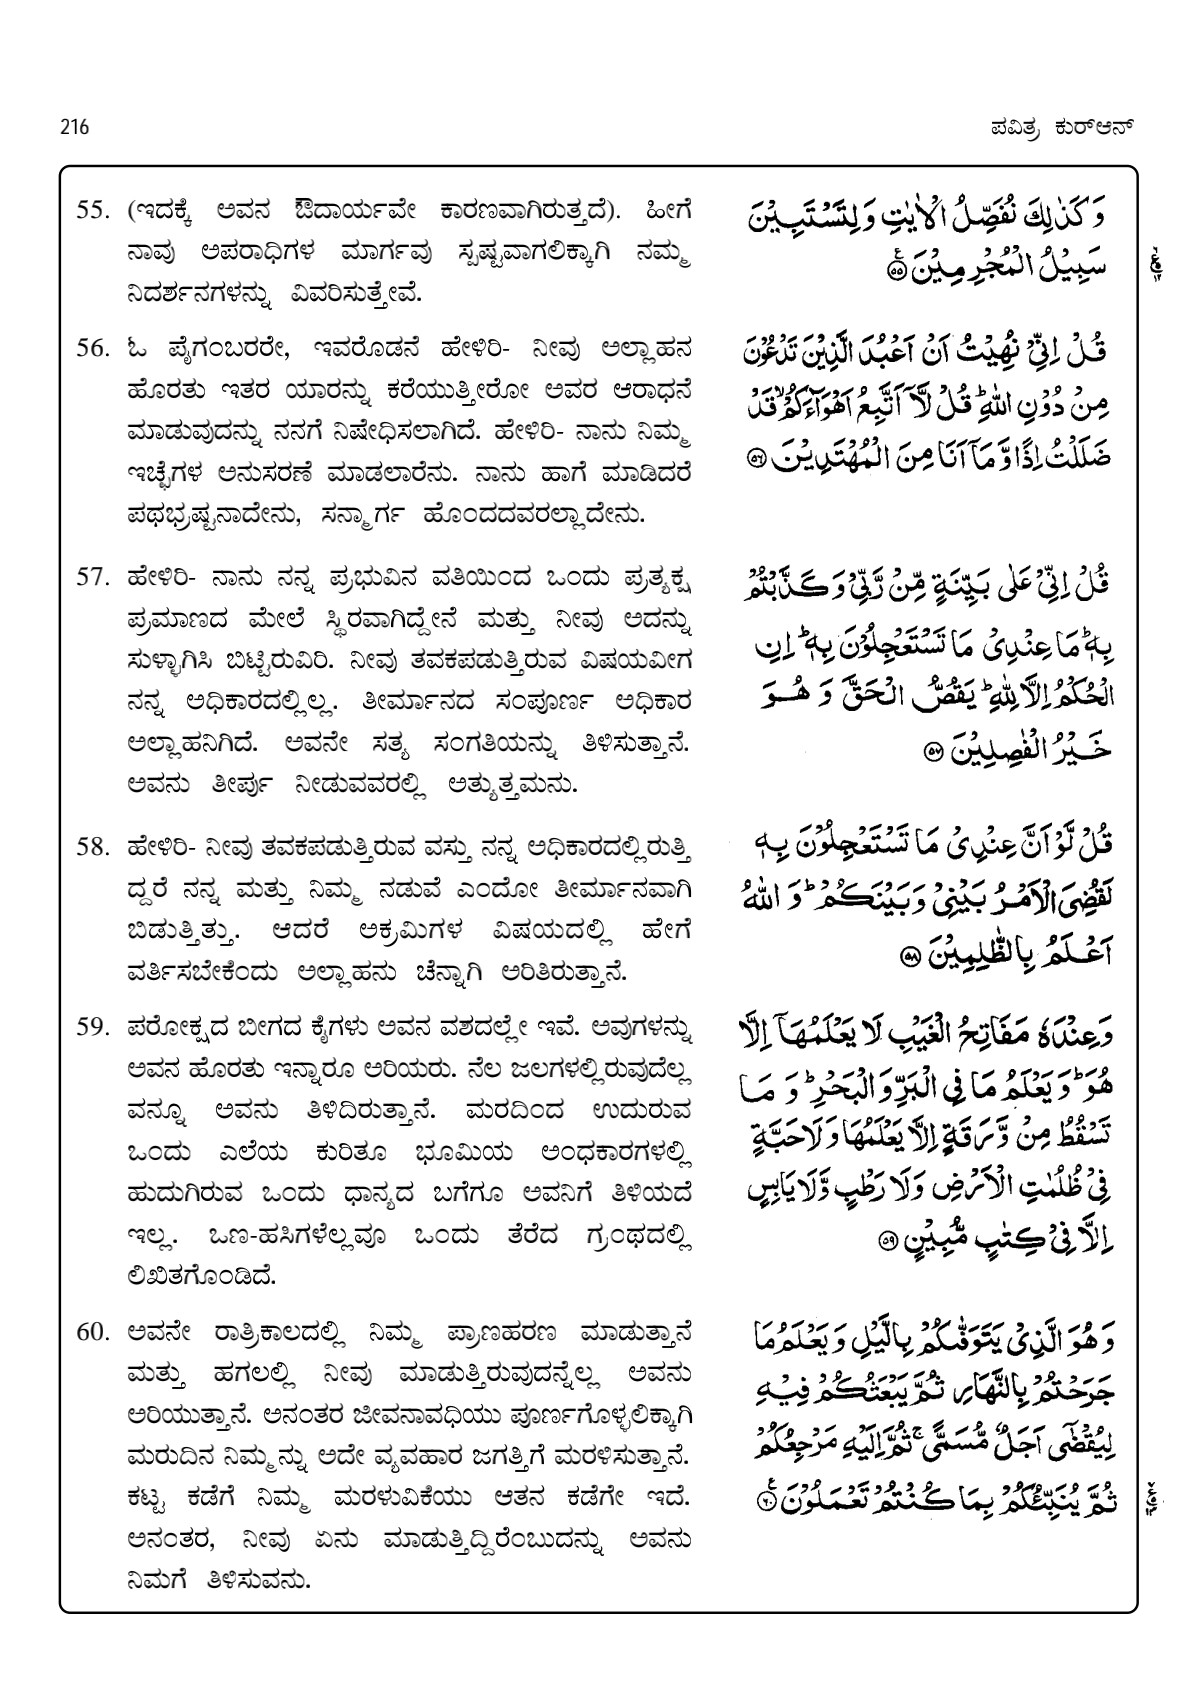 216
ಪವಿತ್ರ ಕುರ್‌ಆನ್
55. (ಇದಕ್ಕೆ ಅವನ ಔದಾರ್ಯವೇ ಕಾರಣವಾಗಿರುತ್ತದೆ). ಹೀಗೆ
ನಾವು ಅಪರಾಧಿಗಳ ಮಾರ್ಗವು ಸ್ಪಷ್ಟವಾಗಲಿಕ್ಕಾಗಿ ನಮ್ಮ
ನಿದರ್ಶನಗಳನ್ನು ವಿವರಿಸುತ್ತೇವೆ.
وَكَذٰلِكَ نُفَصِّلُ الْاٰيٰتِ وَلِتَسْتَبِيْنَ
سَبِيْلُ الْمُجْرِمِيْنَ ۝۵۵
56. ಓ ಪೈಗಂಬರರೇ, ಇವರೊಡನೆ ಹೇಳಿರಿ- ನೀವು ಅಲ್ಲಾಹನ
ಹೊರತು ಇತರ ಯಾರನ್ನು ಕರೆಯುತ್ತೀರೋ ಅವರ ಆರಾಧನೆ
ಮಾಡುವುದನ್ನು ನನಗೆ ನಿಷೇಧಿಸಲಾಗಿದೆ. ಹೇಳಿರಿ- ನಾನು ನಿಮ್ಮ
ಇಚ್ಛೆಗಳ ಅನುಸರಣೆ ಮಾಡಲಾರೆನು. ನಾನು ಹಾಗೆ ಮಾಡಿದರೆ
ಪಥಭ್ರಷ್ಟನಾದೇನು, ಸನ್ಮಾರ್ಗ ಹೊಂದದವರಲ್ಲಾದೇನು.
قُلْ اِنِّيْ نُهِيْتُ اَنْ اَعْبُدَ الَّذِيْنَ تَدْعُوْنَ
مِنْ دُوْنِ اللّٰهِ ؕ قُلْ لَّاۤ اَتَّبِعُ اَهْوَآءَكُمْ ۙ قَدْ
ضَلَلْتُ اِذًا وَّمَاۤ اَنَا مِنَ الْمُهْتَدِيْنَ ۝۵۶
57. ಹೇಳಿರಿ- ನಾನು ನನ್ನ ಪ್ರಭುವಿನ ವತಿಯಿಂದ ಒಂದು ಪ್ರತ್ಯಕ್ಷ
ಪ್ರಮಾಣದ ಮೇಲೆ ಸ್ಥಿರವಾಗಿದ್ದೇನೆ ಮತ್ತು ನೀವು ಅದನ್ನು
ಸುಳ್ಳಾಗಿಸಿ ಬಿಟ್ಟಿರುವಿರಿ. ನೀವು ತವಕಪಡುತ್ತಿರುವ ವಿಷಯವೀಗ
ನನ್ನ ಅಧಿಕಾರದಲ್ಲಿಲ್ಲ. ತೀರ್ಮಾನದ ಸಂಪೂರ್ಣ ಅಧಿಕಾರ
ಅಲ್ಲಾಹನಿಗಿದೆ. ಅವನೇ ಸತ್ಯ ಸಂಗತಿಯನ್ನು ತಿಳಿಸುತ್ತಾನೆ.
ಅವನು ತೀರ್ಪು ನೀಡುವವರಲ್ಲಿ ಅತ್ಯುತ್ತಮನು.
قُلْ اِنِّيْ عَلٰى بَيِّنَةٍ مِّنْ رَّبِّيْ وَكَذَّبْتُمْ
بِهٖ ؕ مَا عِنْدِيْ مَا تَسْتَعْجِلُوْنَ بِهٖ ؕ اِنِ
الْحُكْمُ اِلَّا لِلّٰهِ ؕ يَقُصُّ الْحَقَّ وَهُوَ
خَيْرُ الْفٰصِلِيْنَ ۝۵۷
58. ಹೇಳಿರಿ- ನೀವು ತವಕಪಡುತ್ತಿರುವ ವಸ್ತು ನನ್ನ ಅಧಿಕಾರದಲ್ಲಿರುತ್ತಿ
ದ್ದರೆ ನನ್ನ ಮತ್ತು ನಿಮ್ಮ ನಡುವೆ ಎಂದೋ ತೀರ್ಮಾನವಾಗಿ
ಬಿಡುತ್ತಿತ್ತು. ಆದರೆ ಅಕ್ರಮಿಗಳ ವಿಷಯದಲ್ಲಿ ಹೇಗೆ
ವರ್ತಿಸಬೇಕೆಂದು ಅಲ್ಲಾಹನು ಚೆನ್ನಾಗಿ ಅರಿತಿರುತ್ತಾನೆ.
قُلْ لَّوْ اَنَّ عِنْدِيْ مَا تَسْتَعْجِلُوْنَ بِهٖ
لَقُضِيَ الْاَمْرُ بَيْنِيْ وَبَيْنَكُمْ ؕ وَاللّٰهُ
اَعْلَمُ بِالظّٰلِمِيْنَ ۝۵۸
59. ಪರೋಕ್ಷದ ಬೀಗದ ಕೈಗಳು ಅವನ ವಶದಲ್ಲೇ ಇವೆ. ಅವುಗಳನ್ನು
ಅವನ ಹೊರತು ಇನ್ನಾರೂ ಅರಿಯರು. ನೆಲ ಜಲಗಳಲ್ಲಿರುವುದೆಲ್ಲ
ವನ್ನೂ ಅವನು ತಿಳಿದಿರುತ್ತಾನೆ. ಮರದಿಂದ ಉದುರುವ
ಒಂದು ಎಲೆಯ ಕುರಿತೂ ಭೂಮಿಯ ಅಂಧಕಾರಗಳಲ್ಲಿ
ಹುದುಗಿರುವ ಒಂದು ಧಾನ್ಯದ ಬಗೆಗೂ ಅವನಿಗೆ ತಿಳಿಯದೆ
ಇಲ್ಲ. ಒಣ-ಹಸಿಗಳೆಲ್ಲವೂ ಒಂದು ತೆರೆದ ಗ್ರಂಥದಲ್ಲಿ
ಲಿಖಿತಗೊಂಡಿದೆ.
وَعِنْدَهٗ مَفَاتِحُ الْغَيْبِ لَا يَعْلَمُهَاۤ اِلَّا
هُوَ ؕ وَيَعْلَمُ مَا فِي الْبَرِّ وَالْبَحْرِ ؕ وَمَا
تَسْقُطُ مِنْ وَّرَقَةٍ اِلَّا يَعْلَمُهَا وَلَا حَبَّةٍ
فِيْ ظُلُمٰتِ الْاَرْضِ وَلَا رَطْبٍ وَّلَا يَابِسٍ
اِلَّا فِيْ كِتٰبٍ مُّبِيْنٍ ۝۵۹
60. ಅವನೇ ರಾತ್ರಿಕಾಲದಲ್ಲಿ ನಿಮ್ಮ ಪ್ರಾಣಹರಣ ಮಾಡುತ್ತಾನೆ
ಮತ್ತು ಹಗಲಲ್ಲಿ ನೀವು ಮಾಡುತ್ತಿರುವುದನ್ನೆಲ್ಲ ಅವನು
ಅರಿಯುತ್ತಾನೆ. ಅನಂತರ ಜೀವನಾವಧಿಯು ಪೂರ್ಣಗೊಳ್ಳಲಿಕ್ಕಾಗಿ
ಮರುದಿನ ನಿಮ್ಮನ್ನು ಅದೇ ವ್ಯವಹಾರ ಜಗತ್ತಿಗೆ ಮರಳಿಸುತ್ತಾನೆ.
ಕಟ್ಟ ಕಡೆಗೆ ನಿಮ್ಮ ಮರಳುವಿಕೆಯು ಆತನ ಕಡೆಗೇ ಇದೆ.
ಅನಂತರ, ನೀವು ಏನು ಮಾಡುತ್ತಿದ್ದಿರೆಂಬುದನ್ನು ಅವನು
ನಿಮಗೆ ತಿಳಿಸುವನು.
وَهُوَ الَّذِيْ يَتَوَفّٰىكُمْ بِالَّيْلِ وَيَعْلَمُ مَا
جَرَحْتُمْ بِالنَّهَارِ ثُمَّ يَبْعَثُكُمْ فِيْهِ
لِيُقْضٰۤى اَجَلٌ مُّسَمًّى ۚ ثُمَّ اِلَيْهِ مَرْجِعُكُمْ
ثُمَّ يُنَبِّئُكُمْ بِمَا كُنْتُمْ تَعْمَلُوْنَ ۝۶۰